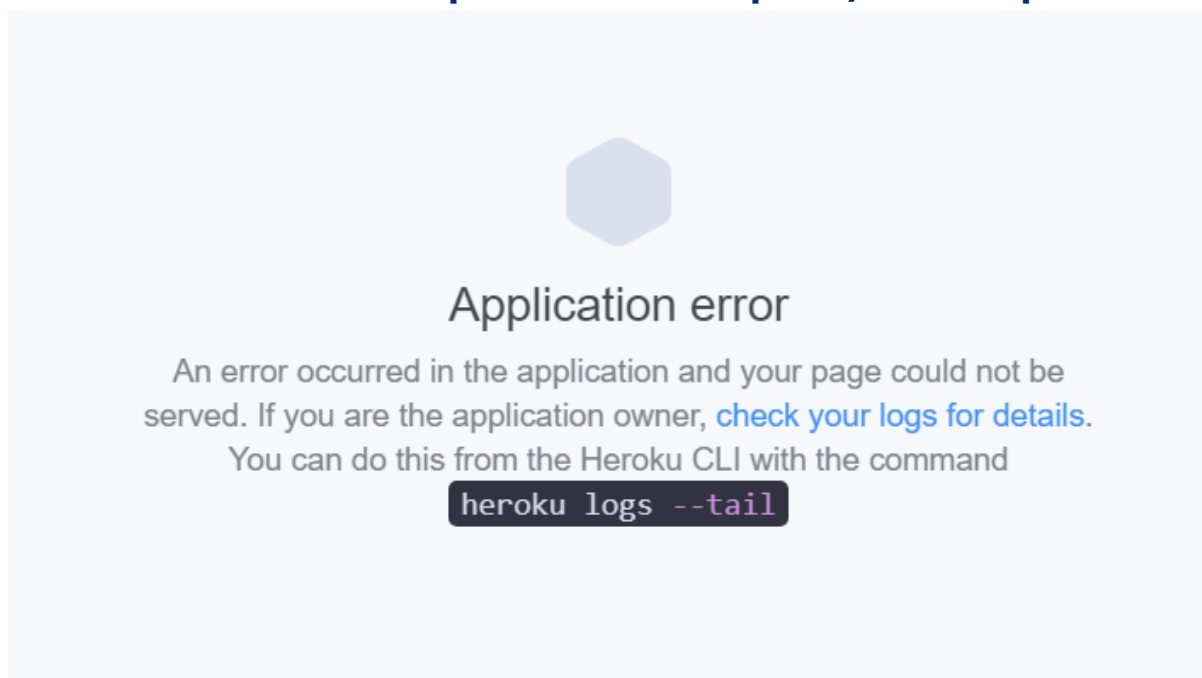 Application error
An error occurred in the application and your page could not be
served. If you are the application owner, check your logs for details.
You can do this from the Heroku CLI with the command
heroku logs --tail